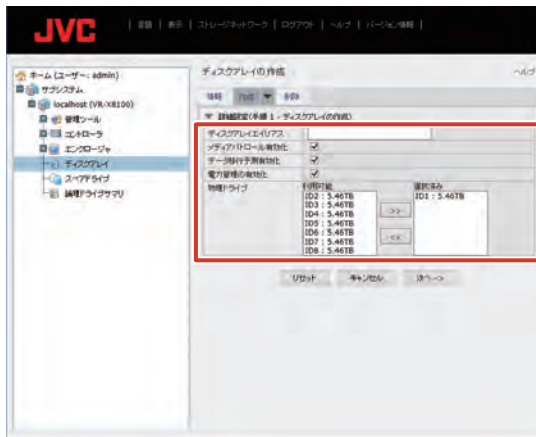 JVC
言語 | 表示 | ストレージネットワーク | ログアウト | ヘルプ | バージョン情報 |
ホーム (ユーザー: admin)
サブシステム
localhost (VR-X8100)
管理ツール
コントローラ
エンクロージャ
ディスクアレイ
スペアドライブ
論理ドライブサマリ
ディスクアレイの作成
ヘルプ
情報 作成 削除
詳細設定(手順 1 - ディスクアレイの作成)
ディスクアレイエイリアス
メディアパトロール有効化
データ移行予測有効化
電力管理の有効化
物理ドライブ
利用可能
ID2 : 5.46TB
ID3 : 5.46TB
ID4 : 5.46TB
ID5 : 5.46TB
ID6 : 5.46TB
ID7 : 5.46TB
ID8 : 5.46TB
>>
<<
選択済み
ID1 : 5.46TB
リセット キャンセル 次へ->